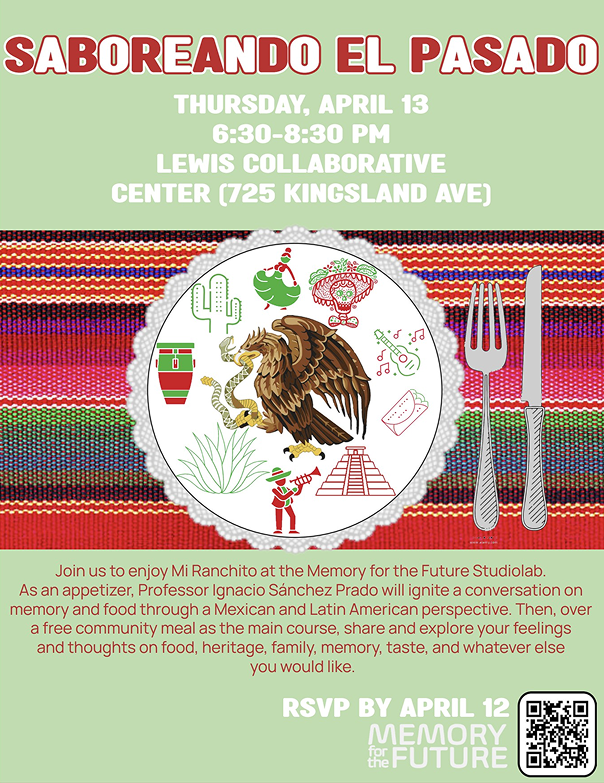 SABOREANDO EL PASADO
THURSDAY, APRIL 13
6:30-8:30 PM
LEWIS COLLABORATIVE
CENTER (725 KINGSLAND AVE)
Join us to enjoy Mi Ranchito at the Memory for the Future Studiolab.
As an appetizer, Professor Ignacio Sánchez Prado will ignite a conversation on
memory and food through a Mexican and Latin American perspective. Then, over
a free community meal as the main course, share and explore your feelings
and thoughts on food, heritage, family, memory, taste, and whatever else
you would like.
RSVP BY APRIL 12
MEMORY
for the FUTURE